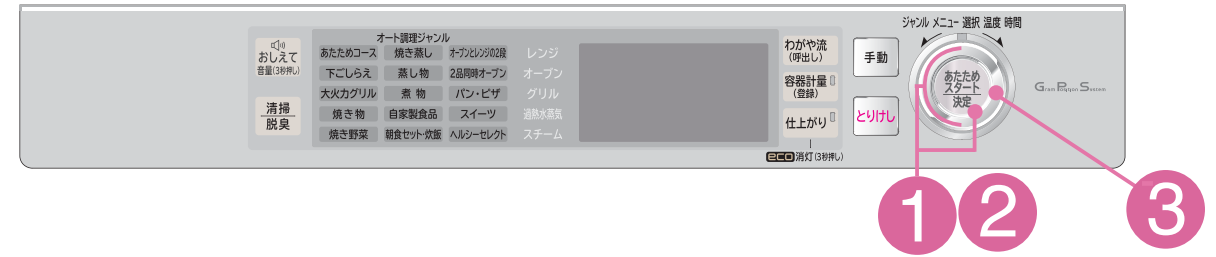 ジャンル メニュー 選択 温度 時間
おしえて
音量(3秒押し)
清掃
脱臭
オート調理ジャンル
あたためコース 焼き蒸し オーブンとレンジの2段
下ごしらえ 蒸し物 2品同時オーブン
大火力グリル 煮物 パン・ピザ
焼き物 自家製食品 スイーツ
焼き野菜 朝食セット・炊飯 ヘルシーセレクト
レンジ
オーブン
グリル
過熱水蒸気
スチーム
わがや流
(呼出し)
容器計量
(登録)
仕上がり
eco消灯(3秒押し)
手動
とりけし
あたため
スタート
決定
1
2
3